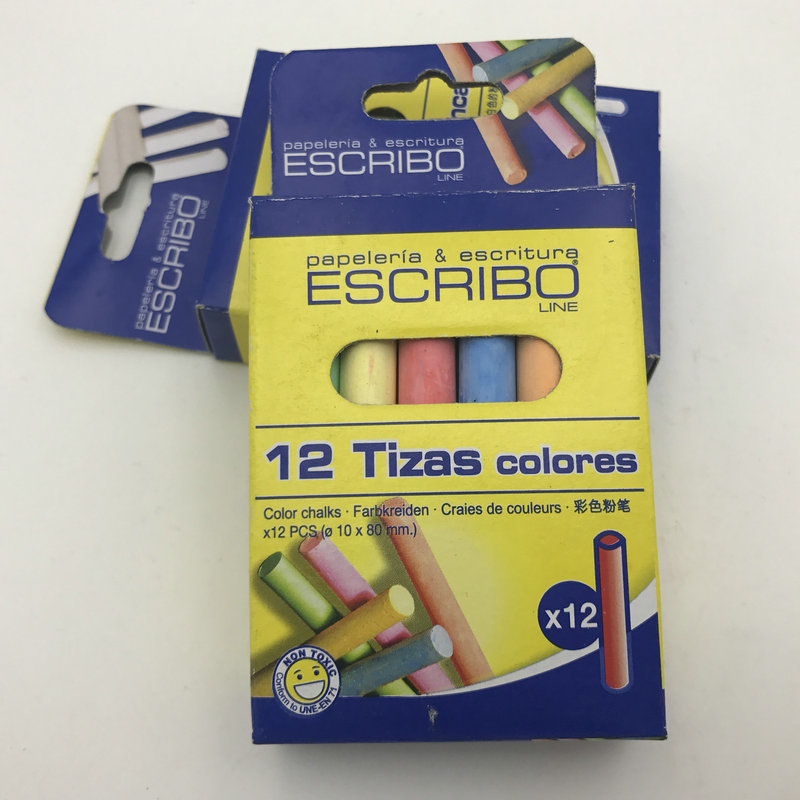 papelería & escritura
ESCRIBO
LINE
papelería & escritura
ESCRIBO
LINE
papelería & escritura
ESCRIBO®
LINE
12 Tizas colores
Color chalks · Farbkreiden · Craies de couleurs · 彩色粉笔
x12 PCS (ø 10 x 80 mm.)
x12
NON TOXIC
Conform to UNE-EN 71